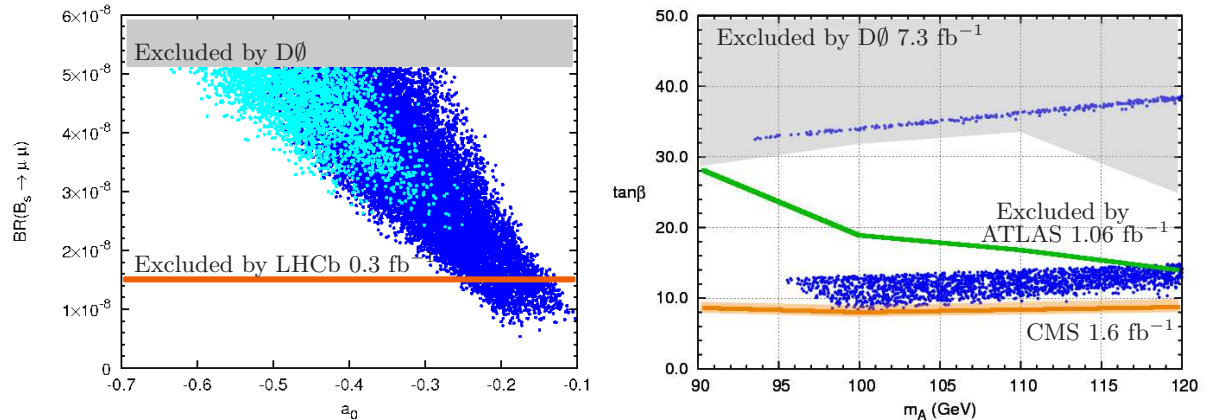 6×10⁻⁸
5×10⁻⁸
4×10⁻⁸
3×10⁻⁸
2×10⁻⁸
1×10⁻⁸
0
BR(Bₛ → μ μ)
Excluded by DØ
Excluded by LHCb 0.3 fb⁻¹
-0.7 -0.6 -0.5 -0.4 -0.3 -0.2 -0.1
a₀
50.0
40.0
30.0
20.0
10.0
0.0
tanβ
Excluded by DØ 7.3 fb⁻¹
Excluded by
ATLAS 1.06 fb⁻¹
CMS 1.6 fb⁻¹
90 95 100 105 110 115 120
m_A (GeV)